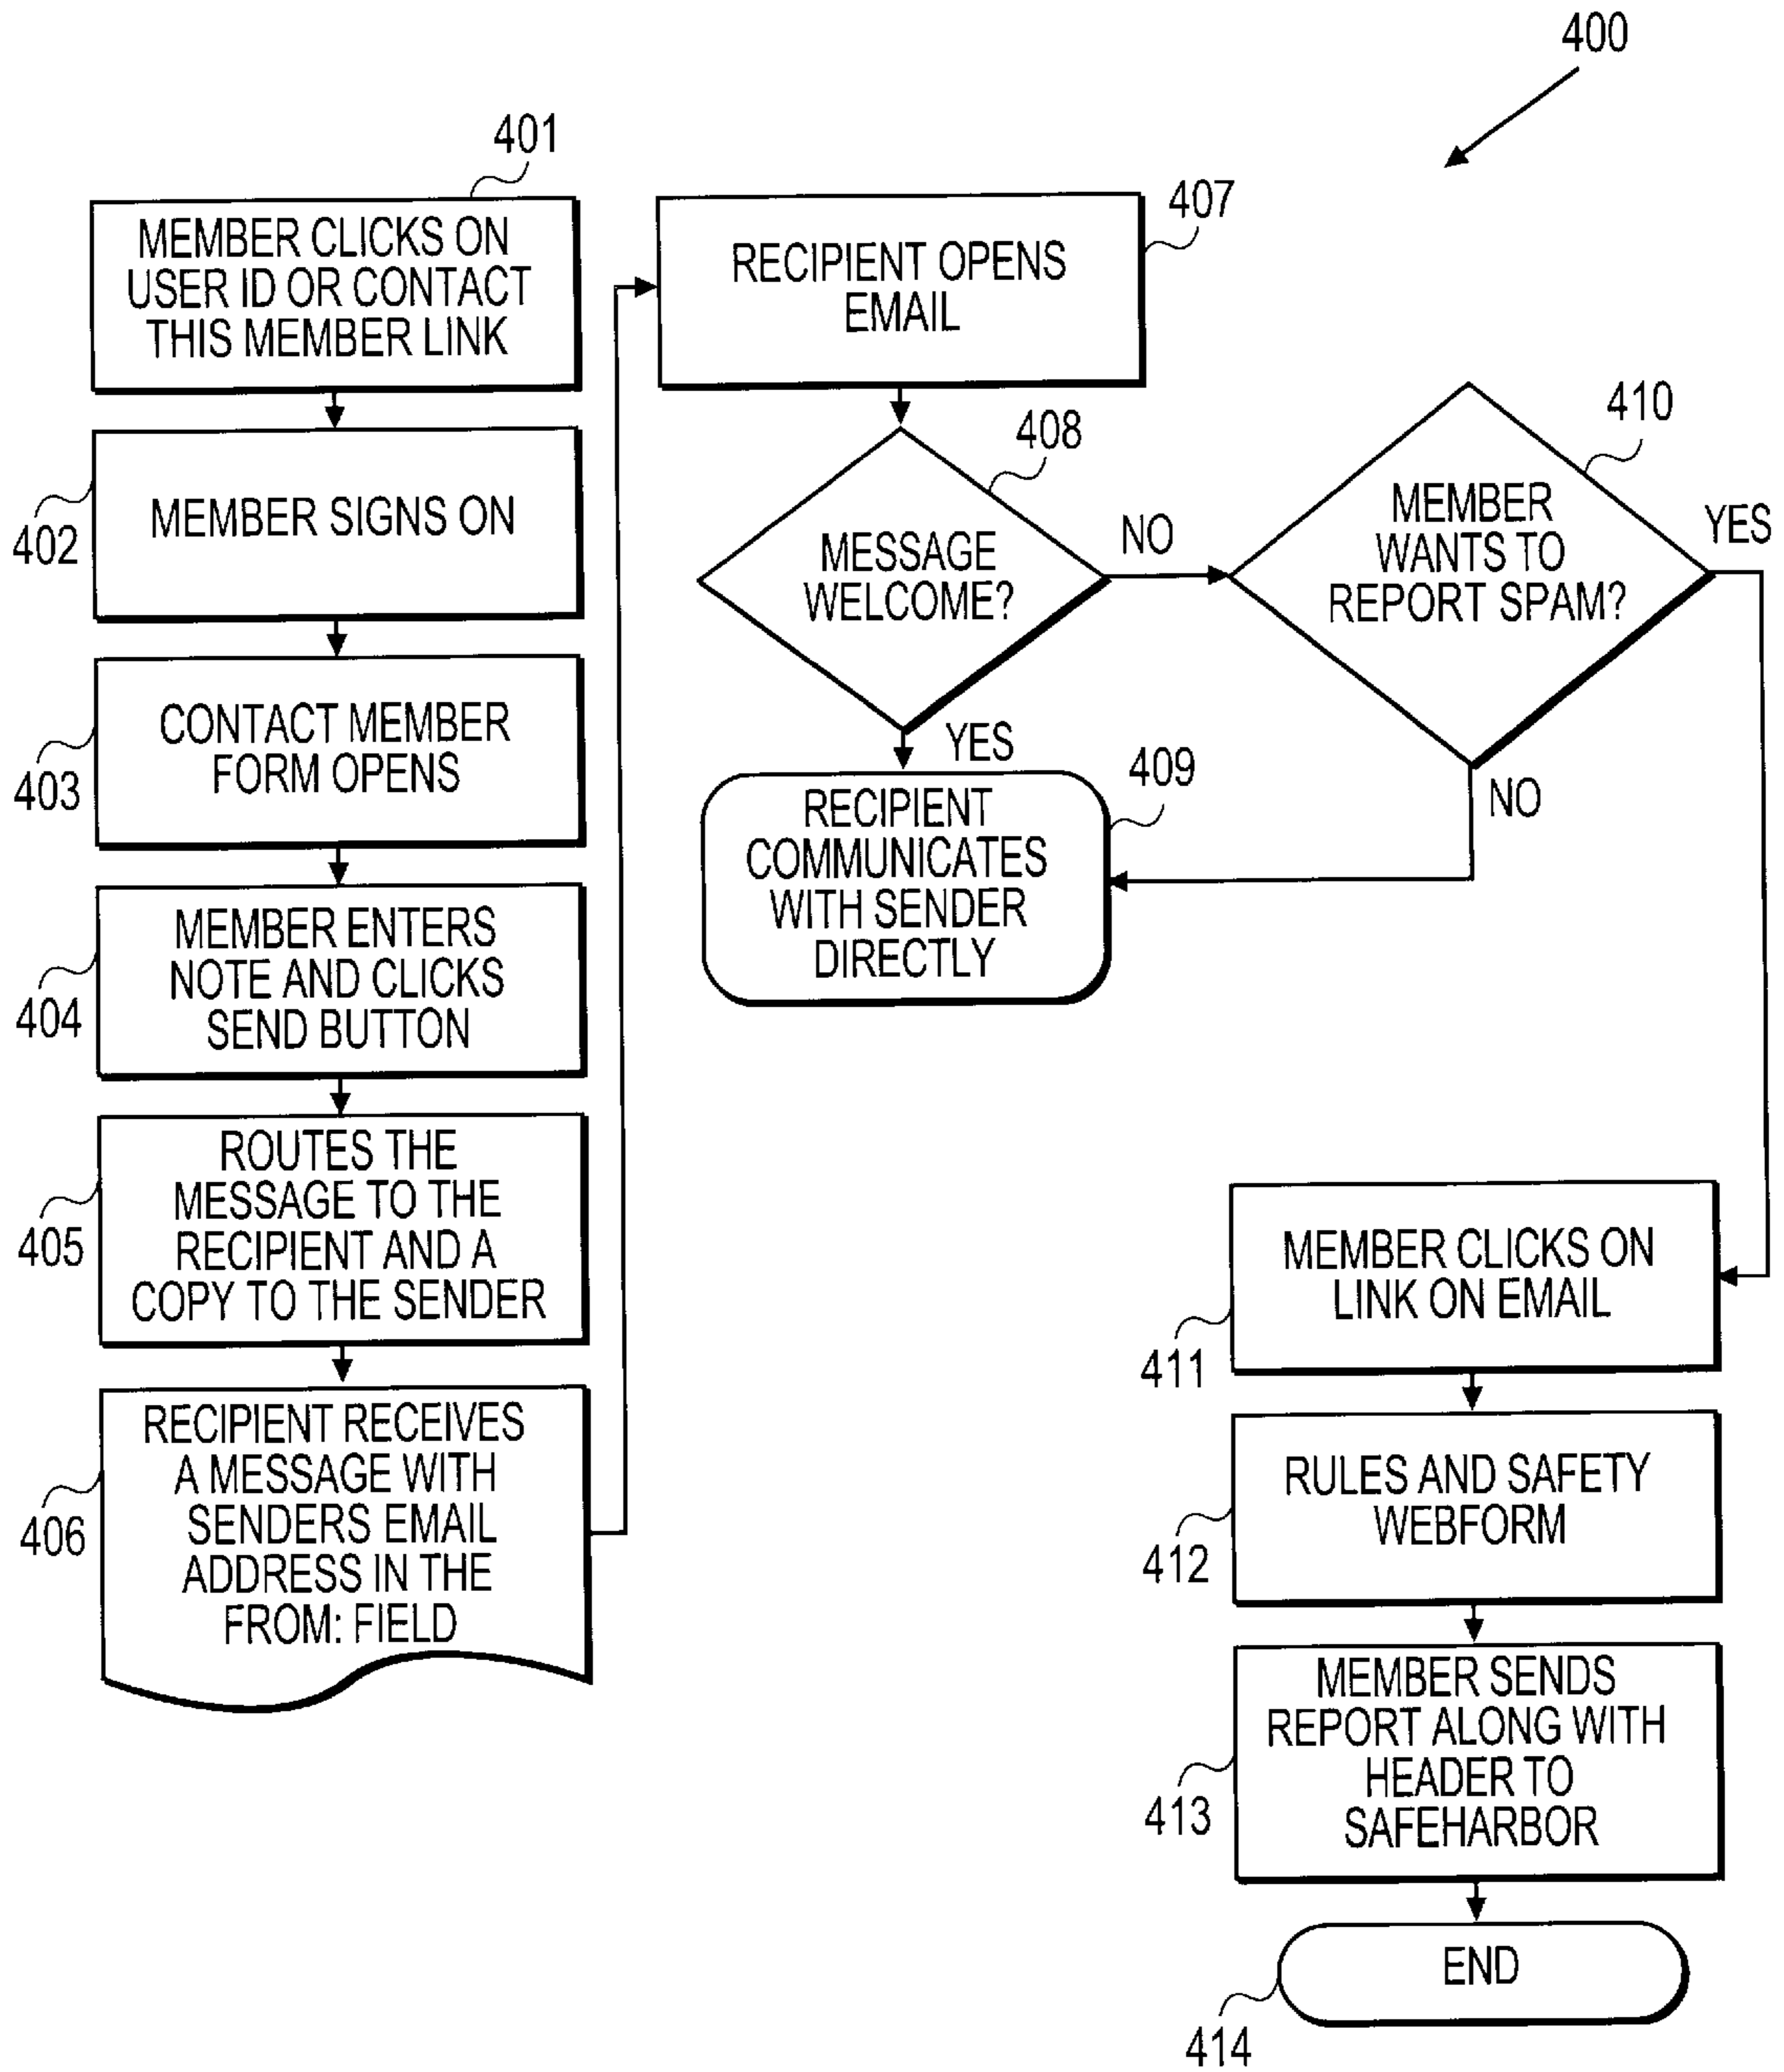 400
401
MEMBER CLICKS ON
USER ID OR CONTACT
THIS MEMBER LINK
402
MEMBER SIGNS ON
403
CONTACT MEMBER
FORM OPENS
404
MEMBER ENTERS
NOTE AND CLICKS
SEND BUTTON
405
ROUTES THE
MESSAGE TO THE
RECIPIENT AND A
COPY TO THE SENDER
406
RECIPIENT RECEIVES
A MESSAGE WITH
SENDERS EMAIL
ADDRESS IN THE
FROM: FIELD
407
RECIPIENT OPENS
EMAIL
408
MESSAGE
WELCOME?
NO
YES
409
RECIPIENT
COMMUNICATES
WITH SENDER
DIRECTLY
410
MEMBER
WANTS TO
REPORT SPAM?
YES
NO
411
MEMBER CLICKS ON
LINK ON EMAIL
412
RULES AND SAFETY
WEBFORM
413
MEMBER SENDS
REPORT ALONG WITH
HEADER TO
SAFEHARBOR
END
414